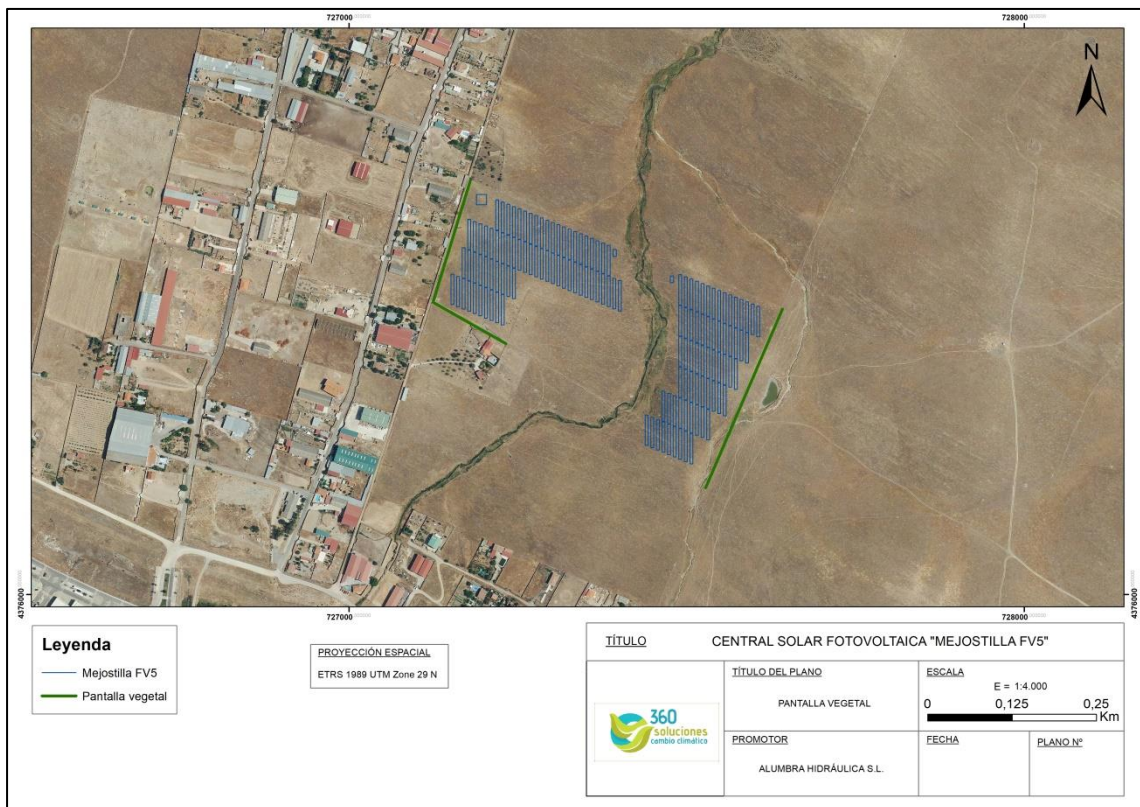 727000
728000
N
4376000
4376000
727000
728000
Leyenda
Mejostilla FV5
Pantalla vegetal
PROYECCIÓN ESPACIAL
ETRS 1989 UTM Zone 29 N
TÍTULO
CENTRAL SOLAR FOTOVOLTAICA "MEJOSTILLA FV5"
360
soluciones
cambio climático
TÍTULO DEL PLANO
PANTALLA VEGETAL
ESCALA
E = 1:4.000
0 0,125 0,25
Km
PROMOTOR
ALUMBRA HIDRÁULICA S.L.
FECHA
PLANO Nº